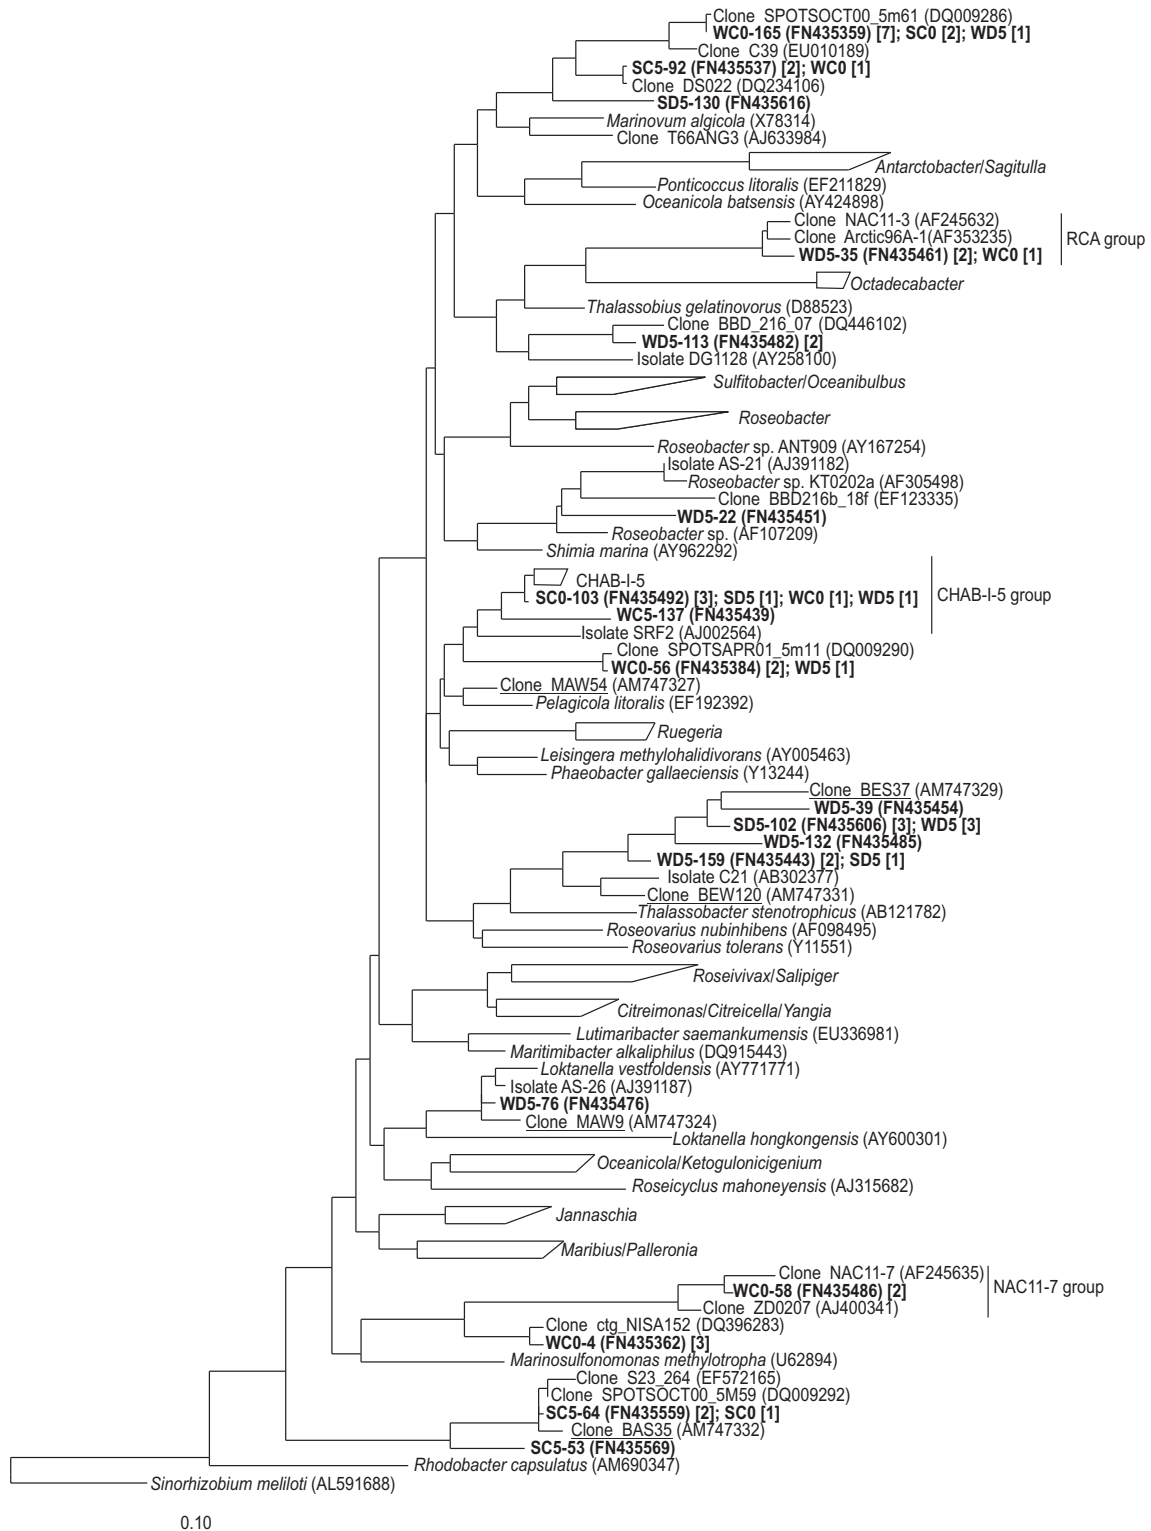 Clone SPOTSOCT00_5m61 (DQ009286)
WC0-165 (FN435359) [7]; SC0 [2]; WD5 [1]
Clone C39 (EU010189)
SC5-92 (FN435537) [2]; WC0 [1]
Clone DS022 (DQ234106)
SD5-130 (FN435616)
Marinovum algicola (X78314)
Clone T66ANG3 (AJ633984)
Antarctobacter/Sagitulla
Ponticoccus litoralis (EF211829)
Oceanicola batsensis (AY424898)
Clone NAC11-3 (AF245632)
Clone Arctic96A-1(AF353235)
RCA group
WD5-35 (FN435461) [2]; WC0 [1]
Octadecabacter
Thalassobius gelatinovorus (D88523)
Clone BBD_216_07 (DQ446102)
WD5-113 (FN435482) [2]
Isolate DG1128 (AY258100)
Sulfitobacter/Oceanibulbus
Roseobacter
Roseobacter sp. ANT909 (AY167254)
Isolate AS-21 (AJ391182)
Roseobacter sp. KT0202a (AF305498)
Clone BBD216b_18f (EF123335)
WD5-22 (FN435451)
Roseobacter sp. (AF107209)
Shimia marina (AY962292)
CHAB-I-5
SC0-103 (FN435492) [3]; SD5 [1]; WC0 [1]; WD5 [1]
CHAB-I-5 group
WC5-137 (FN435439)
Isolate SRF2 (AJ002564)
Clone SPOTSAPR01_5m11 (DQ009290)
WC0-56 (FN435384) [2]; WD5 [1]
Clone MAW54 (AM747327)
Pelagicola litoralis (EF192392)
Ruegeria
Leisingera methylohalidivorans (AY005463)
Phaeobacter gallaeciensis (Y13244)
Clone BES37 (AM747329)
WD5-39 (FN435454)
SD5-102 (FN435606) [3]; WD5 [3]
WD5-132 (FN435485)
WD5-159 (FN435443) [2]; SD5 [1]
Isolate C21 (AB302377)
Clone BEW120 (AM747331)
Thalassobacter stenotrophicus (AB121782)
Roseovarius nubinhibens (AF098495)
Roseovarius tolerans (Y11551)
Roseivivax/Salipiger
Citreimonas/Citreicella/Yangia
Lutimaribacter saemankumensis (EU336981)
Maritimibacter alkaliphilus (DQ915443)
Loktanella vestfoldensis (AY771771)
Isolate AS-26 (AJ391187)
WD5-76 (FN435476)
Clone MAW9 (AM747324)
Loktanella hongkongensis (AY600301)
Oceanicola/Ketogulonicigenium
Roseicyclus mahoneyensis (AJ315682)
Jannaschia
Maribius/Palleronia
Clone NAC11-7 (AF245635)
NAC11-7 group
WC0-58 (FN435486) [2]
Clone ZD0207 (AJ400341)
Clone ctg_NISA152 (DQ396283)
WC0-4 (FN435362) [3]
Marinosulfonomonas methylotropha (U62894)
Clone S23_264 (EF572165)
Clone SPOTSOCT00_5M59 (DQ009292)
SC5-64 (FN435559) [2]; SC0 [1]
Clone BAS35 (AM747332)
SC5-53 (FN435569)
Rhodobacter capsulatus (AM690347)
Sinorhizobium meliloti (AL591688)
0.10